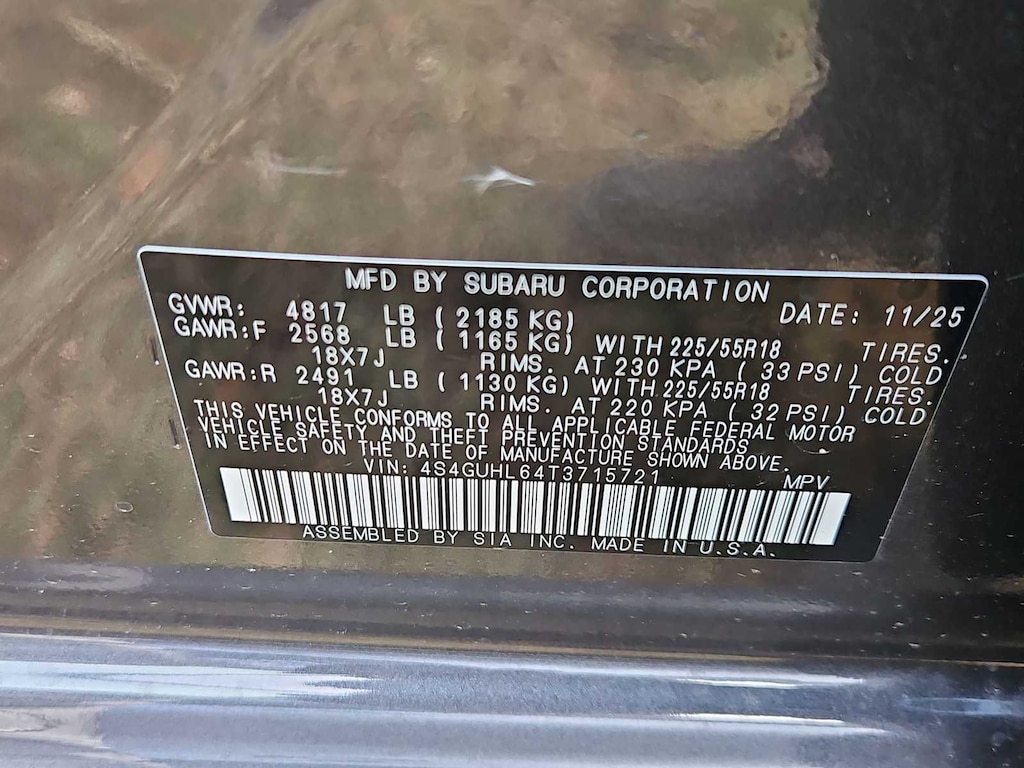 MFD BY SUBARU CORPORATION
GVWR: 4817 LB ( 2185 KG) DATE: 11/25
GAWR:F 2568 LB ( 1165 KG) WITH 225/55R18 TIRES.
18X7J RIMS. AT 230 KPA ( 33 PSI) COLD
GAWR:R 2491 LB ( 1130 KG) WITH 225/55R18 TIRES.
18X7J RIMS. AT 220 KPA ( 32 PSI) COLD
THIS VEHICLE CONFORMS TO ALL APPLICABLE FEDERAL MOTOR
VEHICLE SAFETY AND THEFT PREVENTION STANDARDS
IN EFFECT ON THE DATE OF MANUFACTURE SHOWN ABOVE.
VIN: 4S4GUHL64T3715721 MPV
ASSEMBLED BY SIA INC. MADE IN U.S.A.